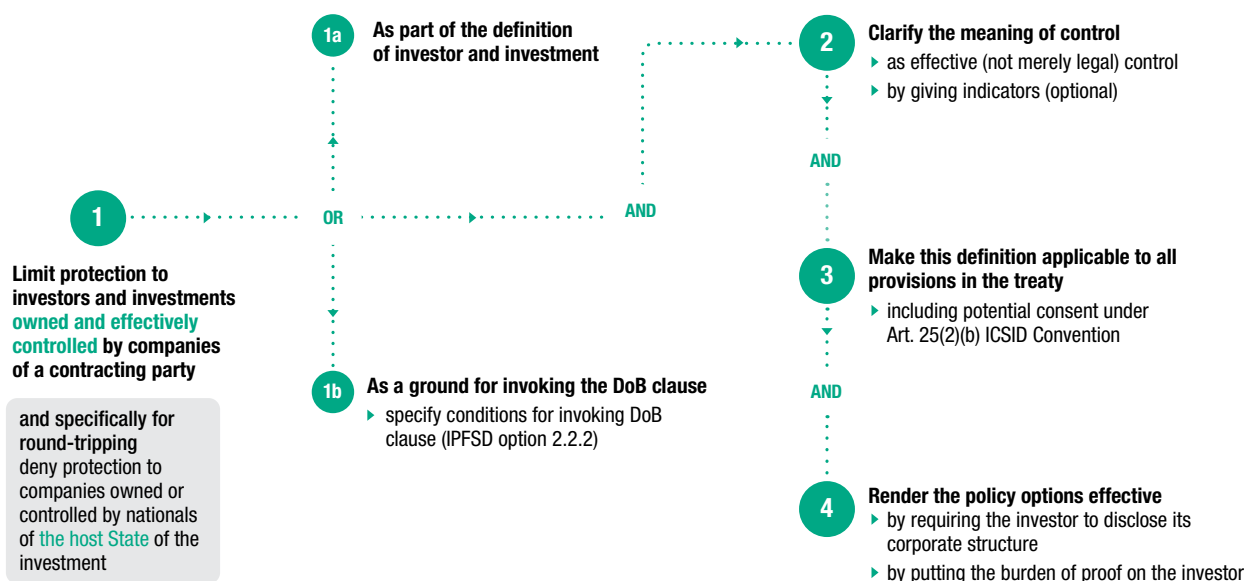 1
Limit protection to
investors and investments
owned and effectively
controlled by companies
of a contracting party
and specifically for
round-tripping
deny protection to
companies owned or
controlled by nationals
of the host State of the
investment
OR
1a
As part of the definition
of investor and investment
1b
As a ground for invoking the DoB clause
specify conditions for invoking DoB
clause (IPFSD option 2.2.2)
AND
2
Clarify the meaning of control
as effective (not merely legal) control
by giving indicators (optional)
AND
3
Make this definition applicable to all
provisions in the treaty
including potential consent under
Art. 25(2)(b) ICSID Convention
AND
4
Render the policy options effective
by requiring the investor to disclose its
corporate structure
by putting the burden of proof on the investor